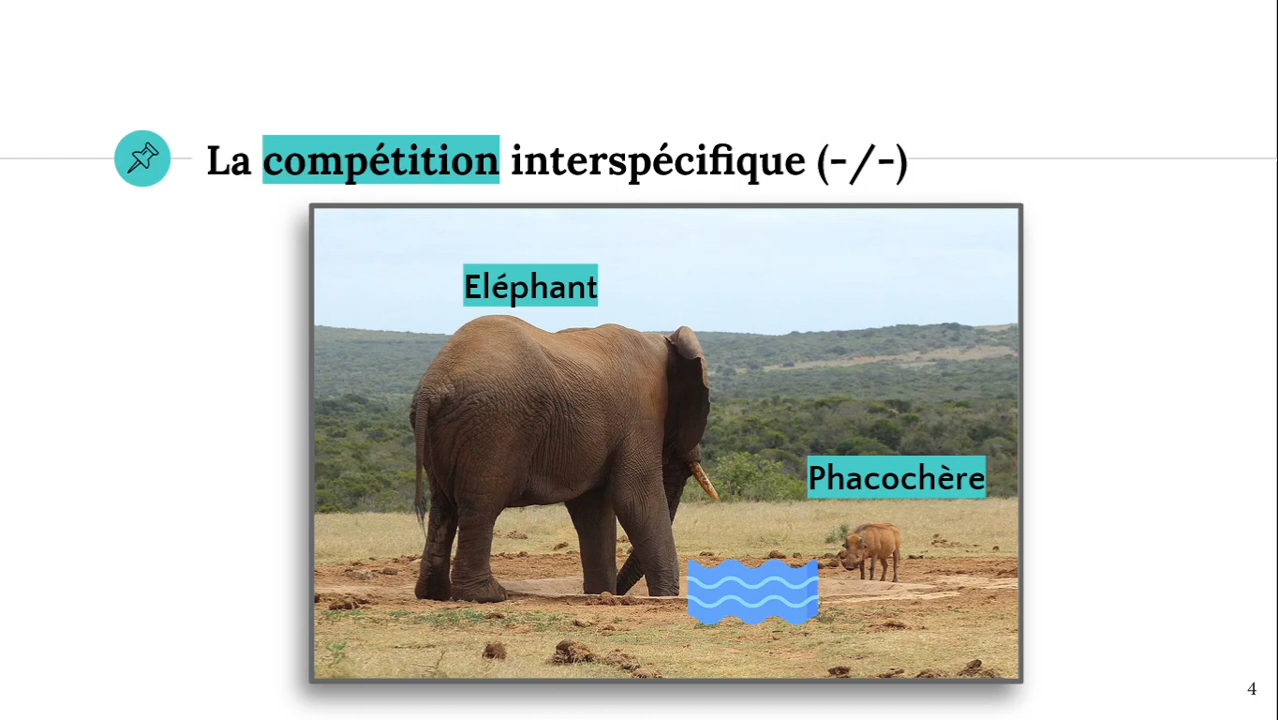 La compétition interspécifique (-/-)
Eléphant
Phacochère
4